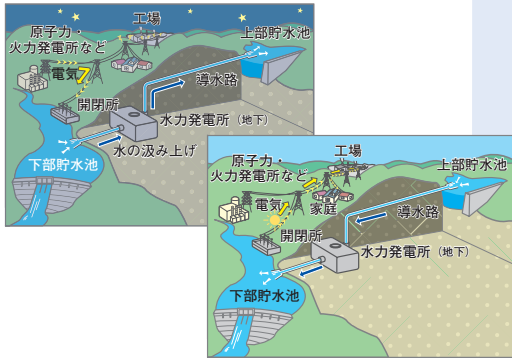 工場
原子力・
火力発電所など
上部貯水池
電気
導水路
開閉所
水力発電所（地下）
水の汲み上げ
下部貯水池
工場
原子力・
火力発電所など
上部貯水池
電気
家庭
導水路
開閉所
水力発電所（地下）
下部貯水池